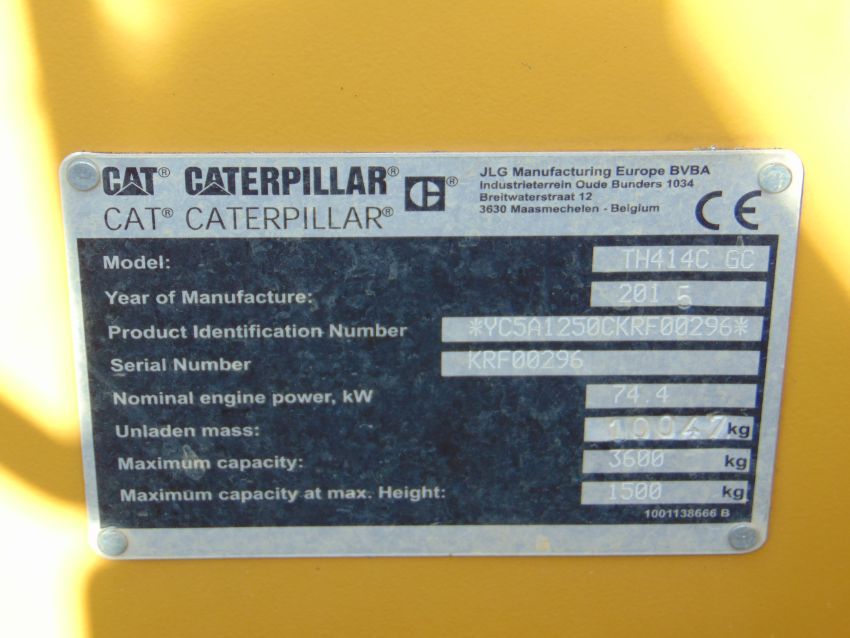 CAT® CATERPILLAR® ®
CAT® CATERPILLAR®
JLG Manufacturing Europe BVBA
Industrieterrein Oude Bunders 1034
Breitwaterstraat 12
3630 Maasmechelen - Belgium
CE
Model: TH414C GC
Year of Manufacture: 2015
Product Identification Number *YC5A1250CKRF00296*
Serial Number KRF00296
Nominal engine power, kW 74.4
Unladen mass: 10047 kg
Maximum capacity: 3600 kg
Maximum capacity at max. Height: 1500 kg
1001138666 B